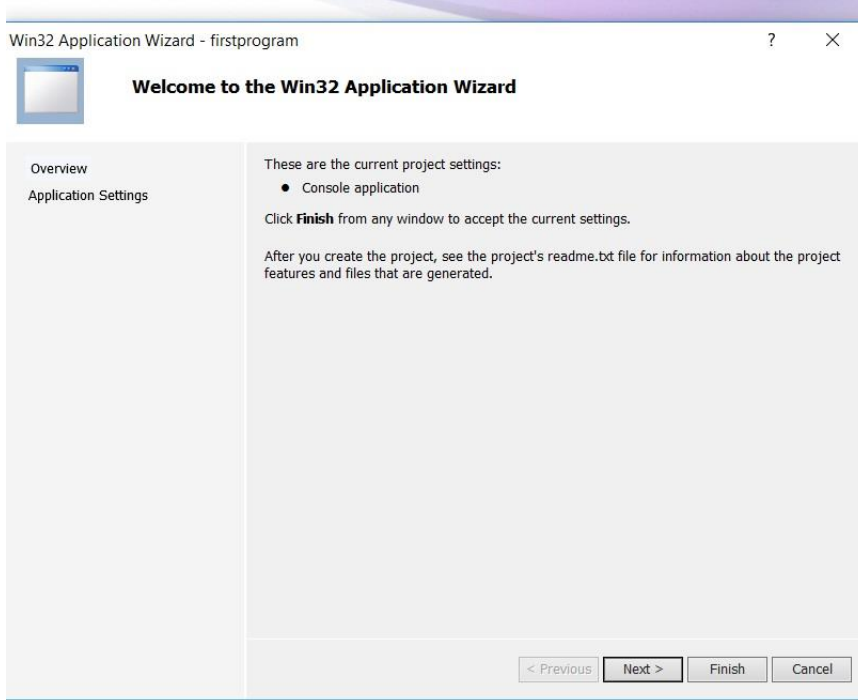 Win32 Application Wizard - firstprogram
?
Welcome to the Win32 Application Wizard
Overview
Application Settings
These are the current project settings:
● Console application
Click Finish from any window to accept the current settings.
After you create the project, see the project's readme.txt file for information about the project
features and files that are generated.
< Previous
Next >
Finish
Cancel